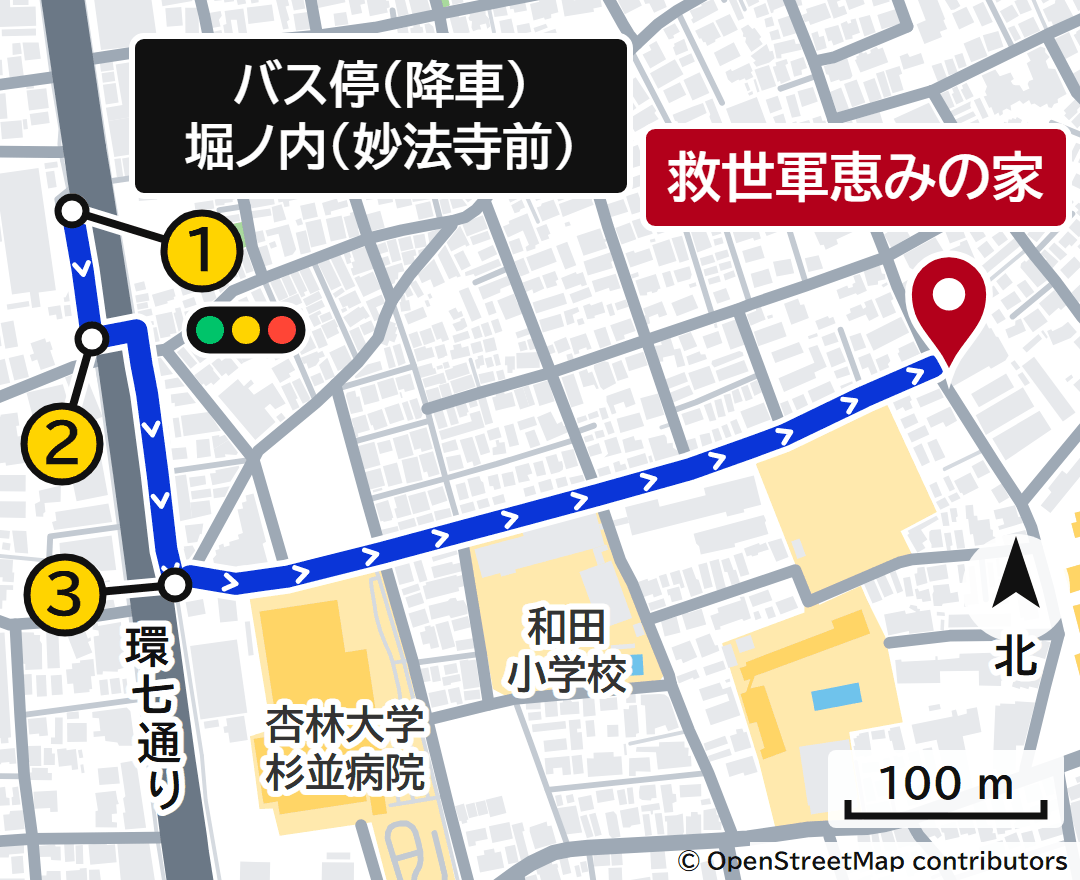 バス停（降車）
堀ノ内（妙法寺前）
救世軍恵みの家
1
2
3
環七通り
和田
小学校
杏林大学
杉並病院
北
100 m
© OpenStreetMap contributors